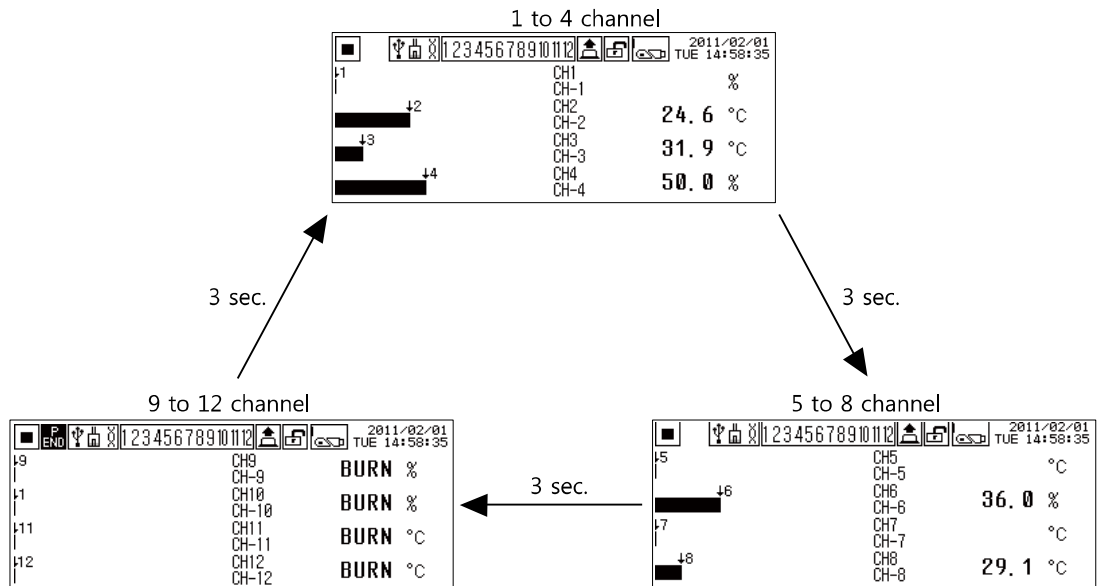 1 to 4 channel
1 2 3 4 5 6 7 8 9 10 11 12
2011/02/01
TUE 14:58:35
↓1 CH1
CH-1 %
↓2 CH2
CH-2 24.6 °C
↓3 CH3
CH-3 31.9 °C
↓4 CH4
CH-4 50.0 %
3 sec.
3 sec.
9 to 12 channel
P
END
1 2 3 4 5 6 7 8 9 10 11 12
2011/02/01
TUE 14:58:35
↓9 CH9
CH-9 BURN %
↓1 CH10
CH-10 BURN %
↓11 CH11
CH-11 BURN °C
↓12 CH12
CH-12 BURN °C
3 sec.
5 to 8 channel
1 2 3 4 5 6 7 8 9 10 11 12
2011/02/01
TUE 14:58:35
↓5 CH5
CH-5 °C
↓6 CH6
CH-6 36.0 %
↓7 CH7
CH-7 °C
↓8 CH8
CH-8 29.1 °C